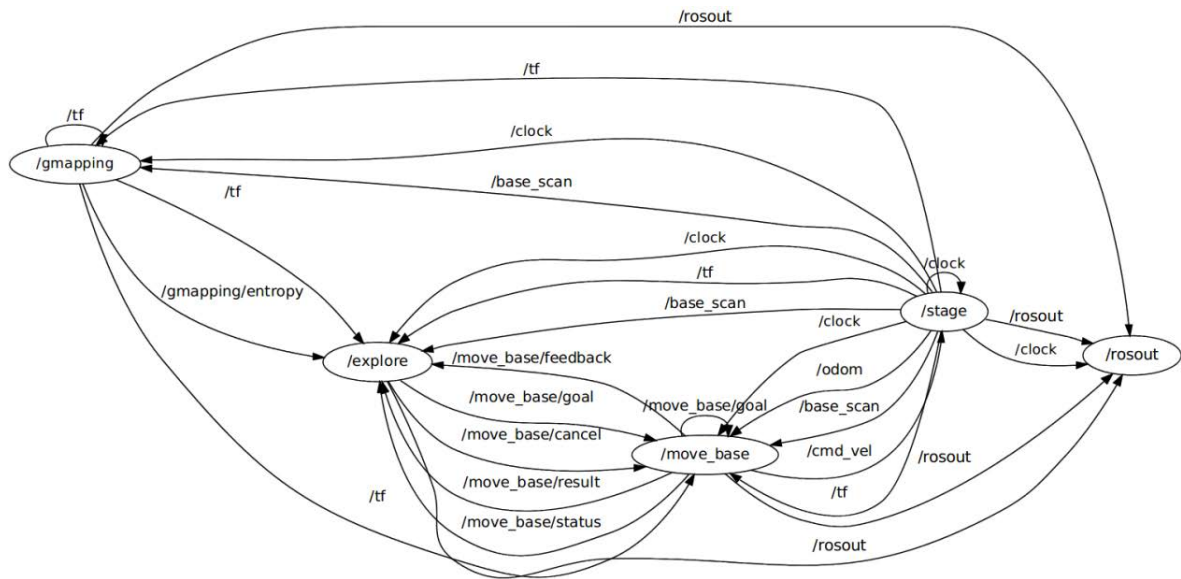 /rosout
/tf
/tf
/clock
/gmapping
/base_scan
/tf
/clock
/clock
/tf
/gmapping/entropy
/base_scan
/stage
/rosout
/clock
/clock
/rosout
/explore
/move_base/feedback
/odom
/move_base/goal
/move_base/goal
/base_scan
/move_base/cancel
/move_base
/cmd_vel
/rosout
/move_base/result
/tf
/tf
/move_base/status
/rosout